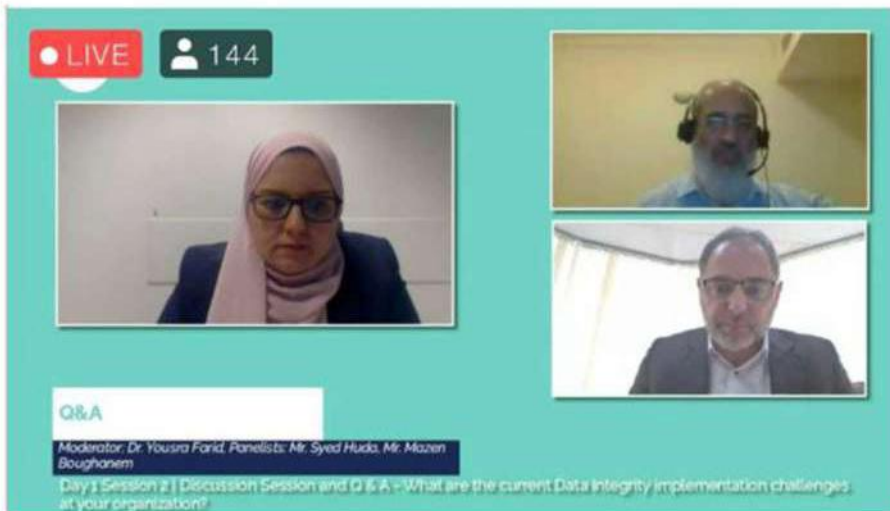 LIVE
144
Q&A
Moderator: Dr. Yousra Farid, Panelists: Mr. Syed Huda, Mr. Mazen
Boughanem
Day 1 Session 2 | Discussion Session and Q & A - What are the current Data Integrity implementation challenges
at your organization?